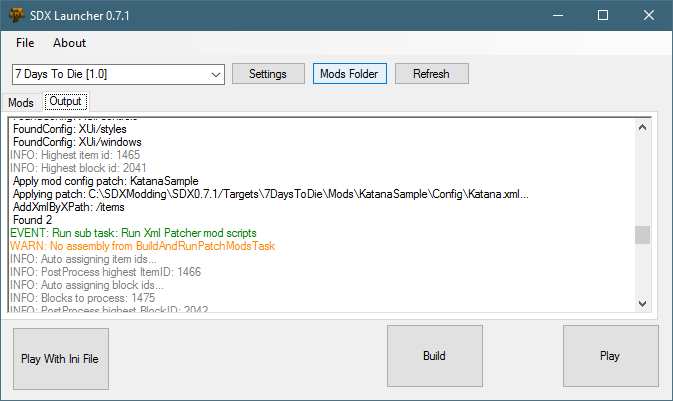 SDX Launcher 0.7.1
File About
7 Days To Die [1.0] Settings Mods Folder Refresh
Mods Output
FoundConfig: XUi/controls
FoundConfig: XUi/styles
FoundConfig: XUi/windows
INFO: Highest item id: 1465
INFO: Highest block id: 2041
Apply mod config patch: KatanaSample
Applying patch: C:\SDXModding\SDX0.7.1/Targets\7DaysToDie\Mods\KatanaSample\Config\Katana.xml...
AddXmlByXPath: /items
Found 2
EVENT: Run sub task: Run Xml Patcher mod scripts
WARN: No assembly from BuildAndRunPatchModsTask
INFO: Auto assigning item ids...
INFO: PostProcess highest ItemID: 1466
INFO: Auto assigning block ids...
INFO: Blocks to process: 1475
INFO: PostProcess highest BlockID: 2042
Play With Ini File Build Play